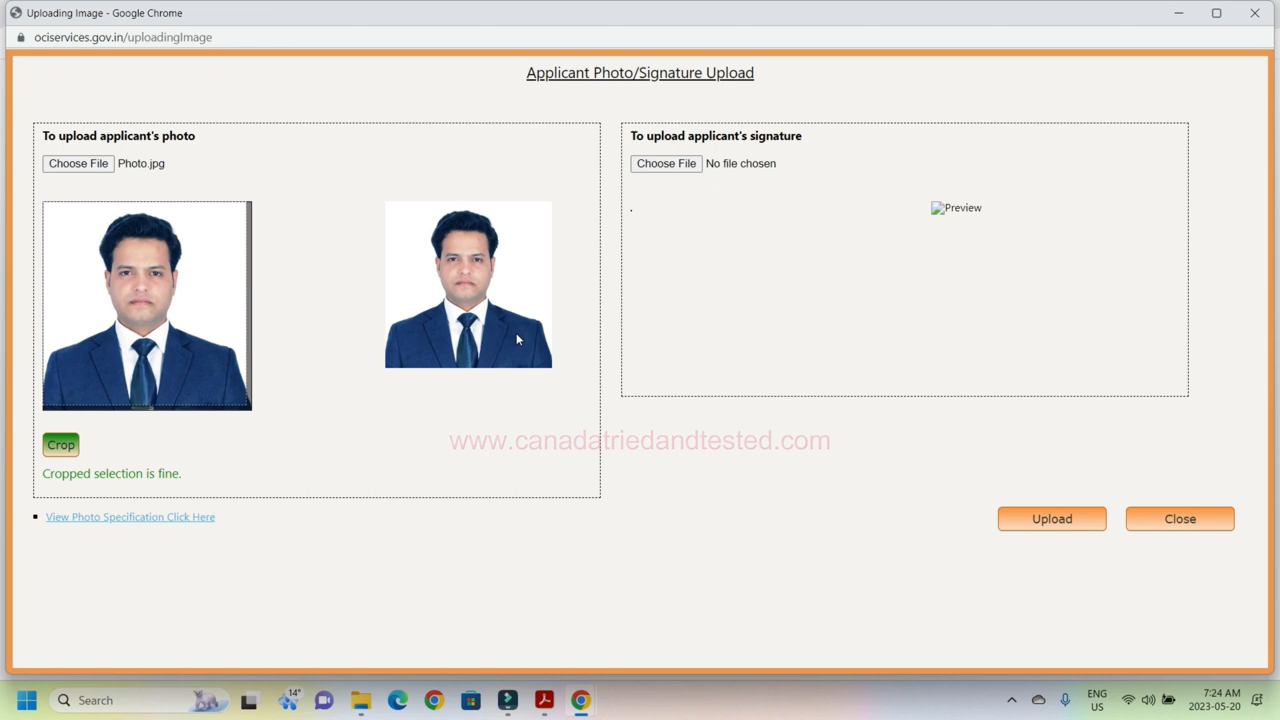 Uploading Image - Google Chrome
ociservices.gov.in/uploadingImage
Applicant Photo/Signature Upload
To upload applicant's photo
Choose File Photo.jpg
Crop
Cropped selection is fine.
To upload applicant's signature
Choose File No file chosen
.
Preview
www.canadatriedandtested.com
View Photo Specification Click Here
Upload
Close
Search
14°
ENG
US
7:24 AM
2023-05-20